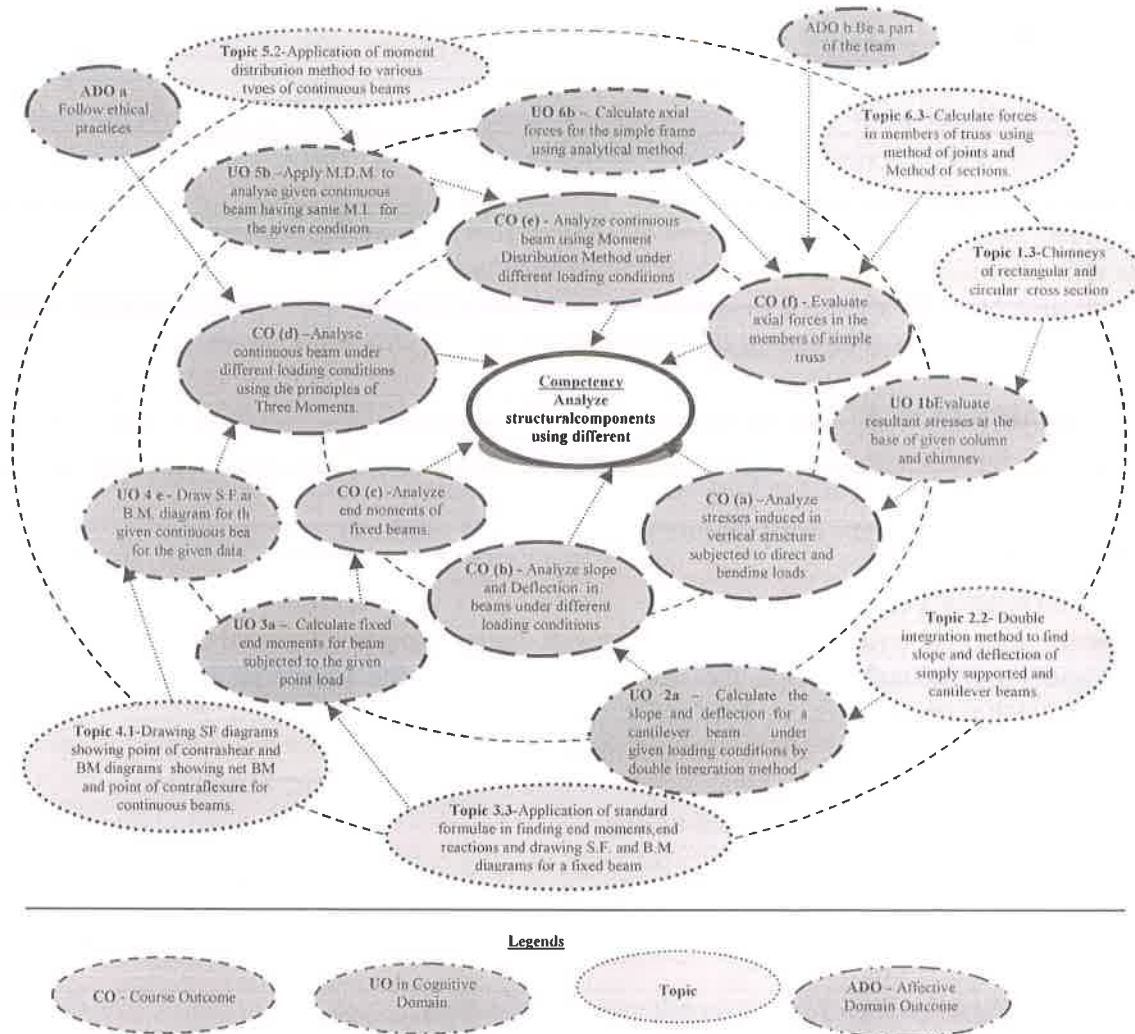 ADO b Be a part
of the team
Topic 5.2-Application of moment
distribution method to various
types of continuous beams
ADO a
Follow ethical
practices
UO 6b –. Calculate axial
forces for the simple frame
using analytical method.
Topic 6.3- Calculate forces
in members of truss using
method of joints and
Method of sections.
UO 5b – Apply M.D.M. to
analyse given continuous
beam having same M.I. for
the given condition
CO (e) - Analyze continuous
beam using Moment
Distribution Method under
different loading conditions
Topic 1.3-Chimneys
of rectangular and
circular cross section
CO (f) - Evaluate
axial forces in the
members of simple
truss
CO (d) –Analyse
continuous beam under
different loading conditions
using the principles of
Three Moments.
Competency
Analyze
structuralcomponents
using different
UO 1bEvaluate
resultant stresses at the
base of given column
and chimney.
UO 4 e - Draw S.F.ar
B.M. diagram for th
given continuous bea
for the given data.
CO (c) -Analyze
end moments of
fixed beams.
CO (a) –Analyze
stresses induced in
vertical structure
subjected to direct and
bending loads.
CO (b) - Analyze slope
and Deflection in
beams under different
loading conditions
UO 3a –. Calculate fixed
end moments for beam
subjected to the given
point load
Topic 2.2- Double
integration method to find
slope and deflection of
simply supported and
cantilever beams
UO 2a – Calculate the
slope and deflection for a
cantilever beam under
given loading conditions by
double integration method
Topic 4.1-Drawing SF diagrams
showing point of contrashear and
BM diagrams showing net BM
and point of contraflexure for
continuous beams.
Topic 3.3-Application of standard
formulae in finding end moments,end
reactions and drawing S.F. and B.M.
diagrams for a fixed beam
Legends
CO - Course Outcome
UO in Cognitive
Domain
Topic
ADO – Affective
Domain Outcome